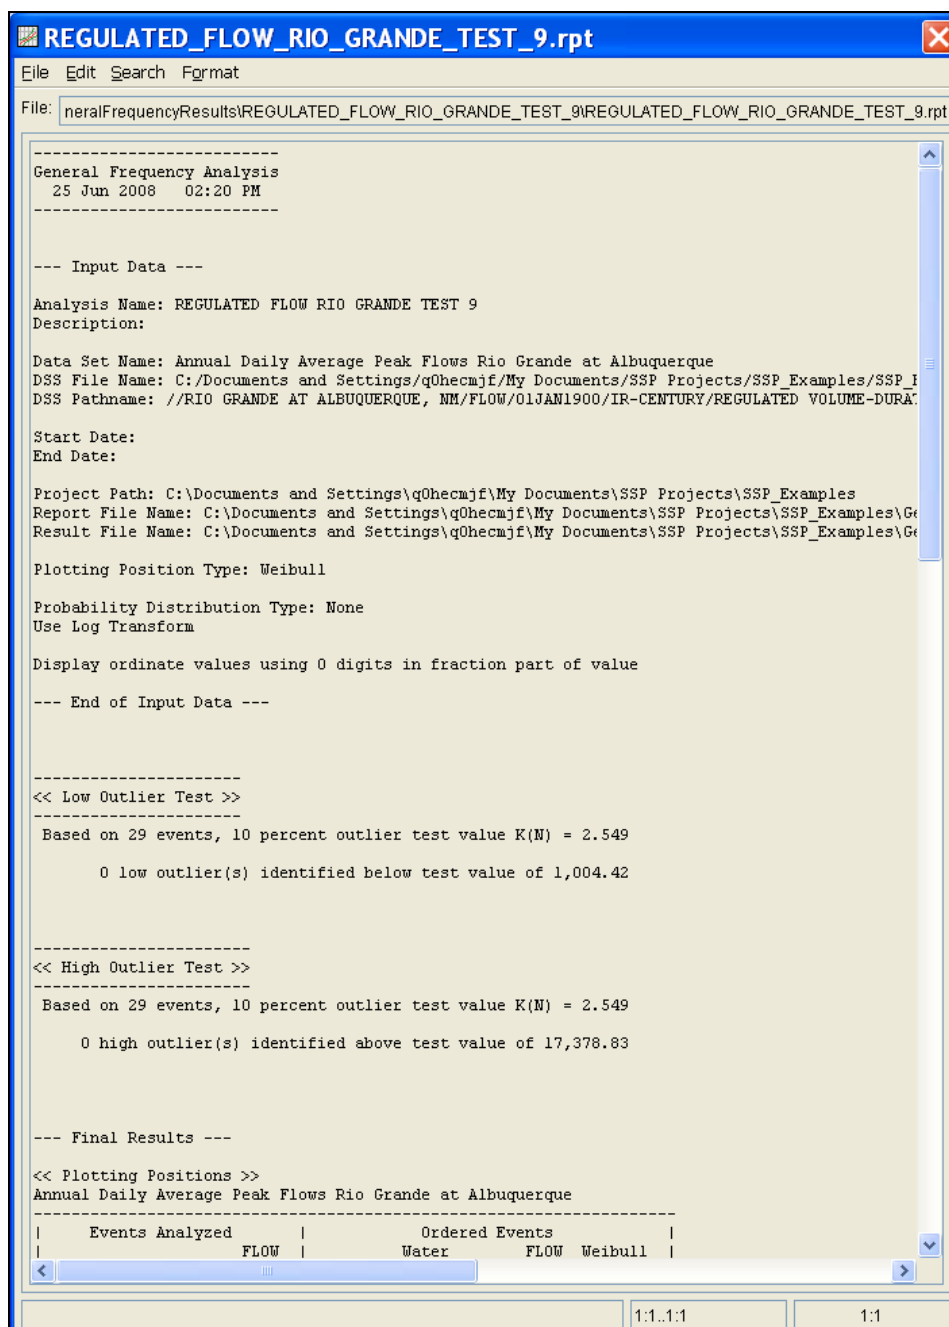 REGULATED_FLOW_RIO_GRANDE_TEST_9.rpt
File Edit Search Format
File: neralFrequencyResults\REGULATED_FLOW_RIO_GRANDE_TEST_9\REGULATED_FLOW_RIO_GRANDE_TEST_9.rpt
--------------------------
General Frequency Analysis
25 Jun 2008 02:20 PM
--------------------------
--- Input Data ---
Analysis Name: REGULATED FLOW RIO GRANDE TEST 9
Description:
Data Set Name: Annual Daily Average Peak Flows Rio Grande at Albuquerque
DSS File Name: C:/Documents and Settings/q0hecmjf/My Documents/SSP Projects/SSP_Examples/SSP_
DSS Pathname: //RIO GRANDE AT ALBUQUERQUE, NM/FLOW/01JAN1900/IR-CENTURY/REGULATED VOLUME-DURAT
Start Date:
End Date:
Project Path: C:\Documents and Settings\q0hecmjf\My Documents\SSP Projects\SSP_Examples
Report File Name: C:\Documents and Settings\q0hecmjf\My Documents\SSP Projects\SSP_Examples\Ge
Result File Name: C:\Documents and Settings\q0hecmjf\My Documents\SSP Projects\SSP_Examples\Ge
Plotting Position Type: Weibull
Probability Distribution Type: None
Use Log Transform
Display ordinate values using 0 digits in fraction part of value
--- End of Input Data ---
----------------------
<< Low Outlier Test >>
----------------------
Based on 29 events, 10 percent outlier test value K(N) = 2.549
0 low outlier(s) identified below test value of 1,004.42
-----------------------
<< High Outlier Test >>
-----------------------
Based on 29 events, 10 percent outlier test value K(N) = 2.549
0 high outlier(s) identified above test value of 17,378.83
--- Final Results ---
<< Plotting Positions >>
Annual Daily Average Peak Flows Rio Grande at Albuquerque
--------------------------------------------------------------------
| Events Analyzed | Ordered Events |
| FLOW | Water FLOW Weibull |
1:1..1:1 1:1